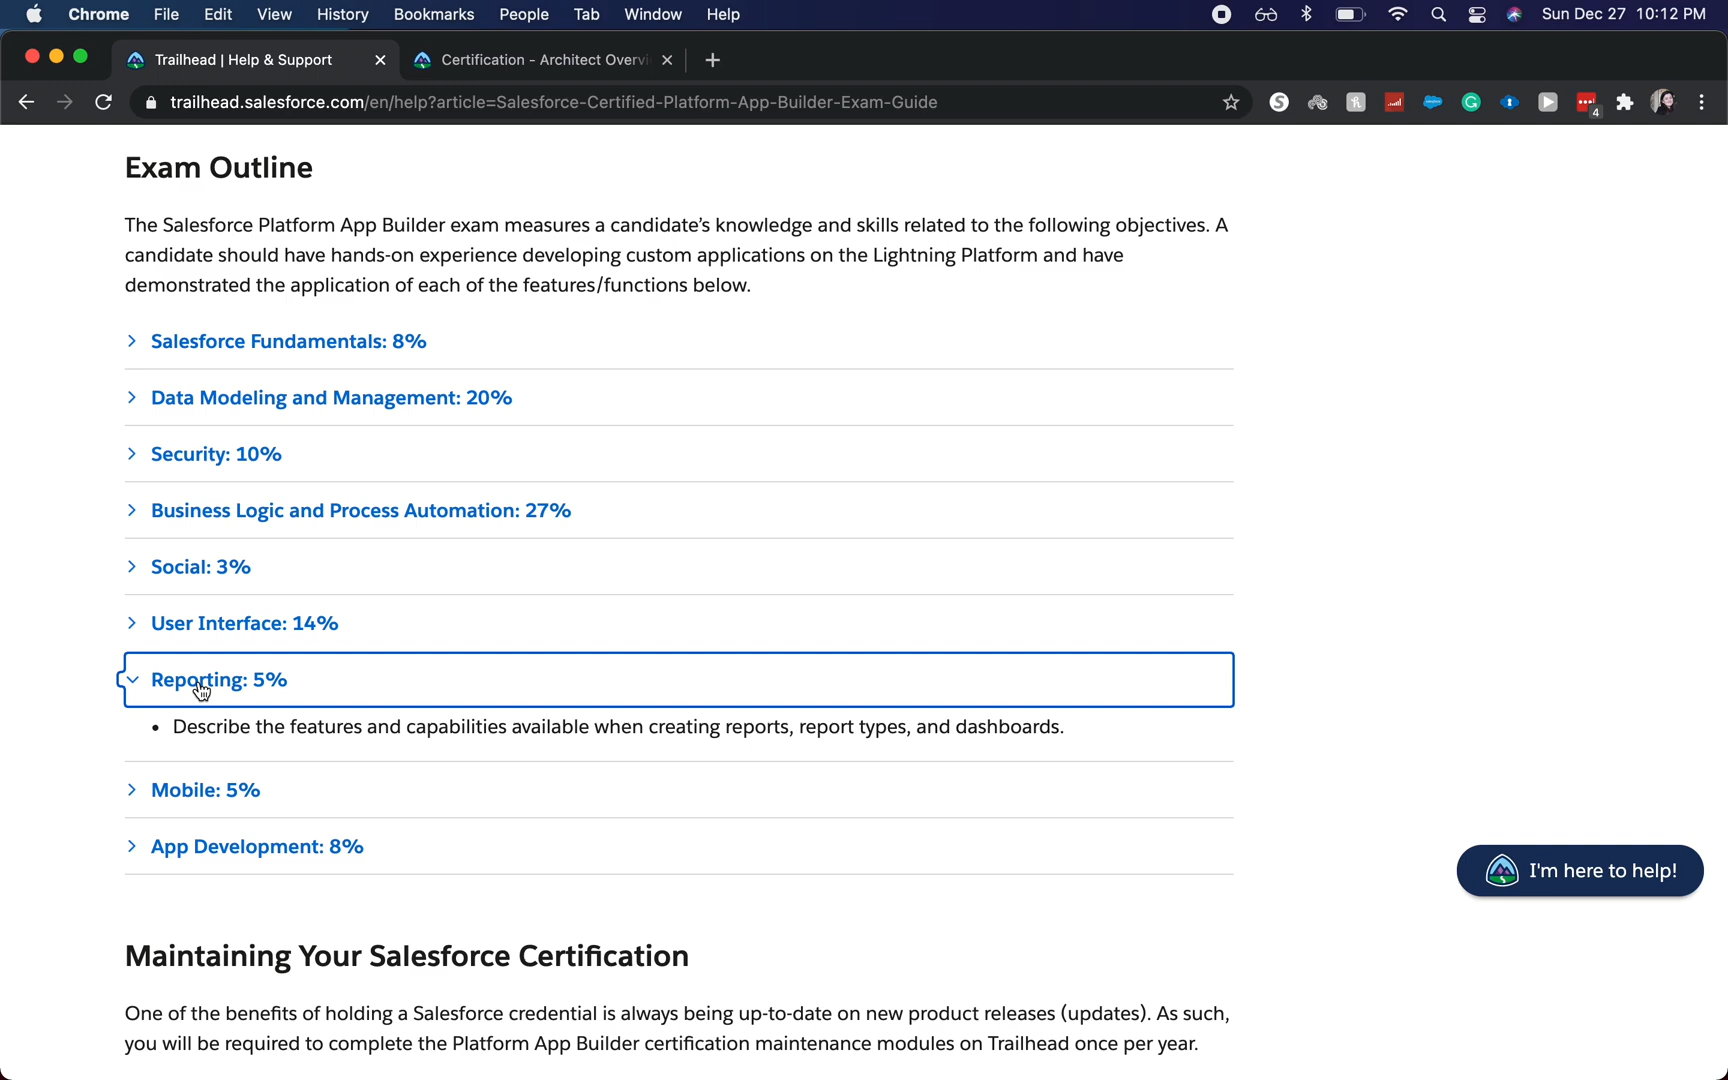 Chrome File Edit View History Bookmarks People Tab Window Help Sun Dec 27 10:12 PM
Trailhead | Help & Support Certification - Architect Overvi
trailhead.salesforce.com/en/help?article=Salesforce-Certified-Platform-App-Builder-Exam-Guide
4
Exam Outline
The Salesforce Platform App Builder exam measures a candidate's knowledge and skills related to the following objectives. A
candidate should have hands-on experience developing custom applications on the Lightning Platform and have
demonstrated the application of each of the features/functions below.
Salesforce Fundamentals: 8%
Data Modeling and Management: 20%
Security: 10%
Business Logic and Process Automation: 27%
Social: 3%
User Interface: 14%
Reporting: 5%
• Describe the features and capabilities available when creating reports, report types, and dashboards.
Mobile: 5%
App Development: 8%
I'm here to help!
Maintaining Your Salesforce Certification
One of the benefits of holding a Salesforce credential is always being up-to-date on new product releases (updates). As such,
you will be required to complete the Platform App Builder certification maintenance modules on Trailhead once per year.